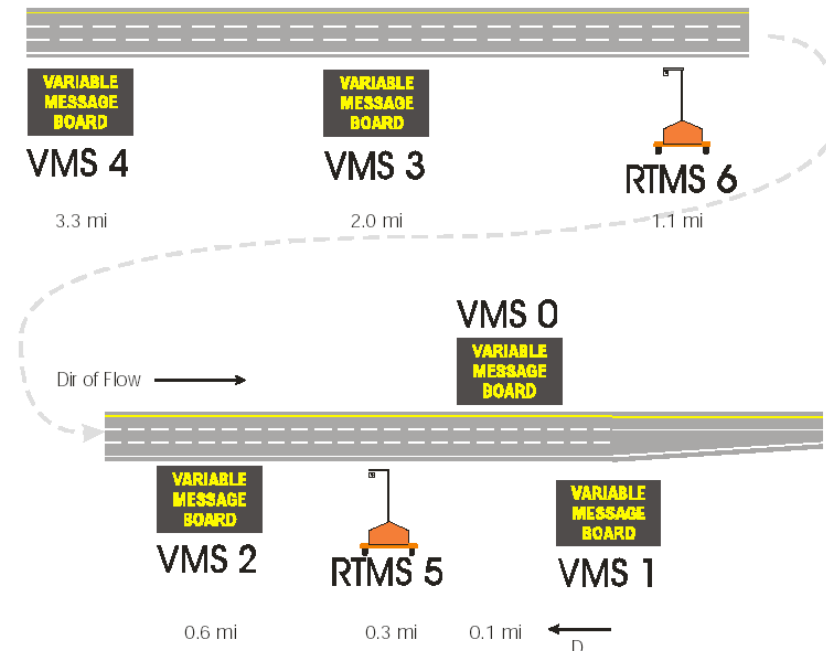 VARIABLE
MESSAGE
BOARD
VMS 4
3.3 mi
VARIABLE
MESSAGE
BOARD
VMS 3
2.0 mi
RTMS 6
1.1 mi
VMS 0
VARIABLE
MESSAGE
BOARD
Dir of Flow
VARIABLE
MESSAGE
BOARD
VMS 2
RTMS 5
VARIABLE
MESSAGE
BOARD
VMS 1
0.6 mi
0.3 mi
0.1 mi
D